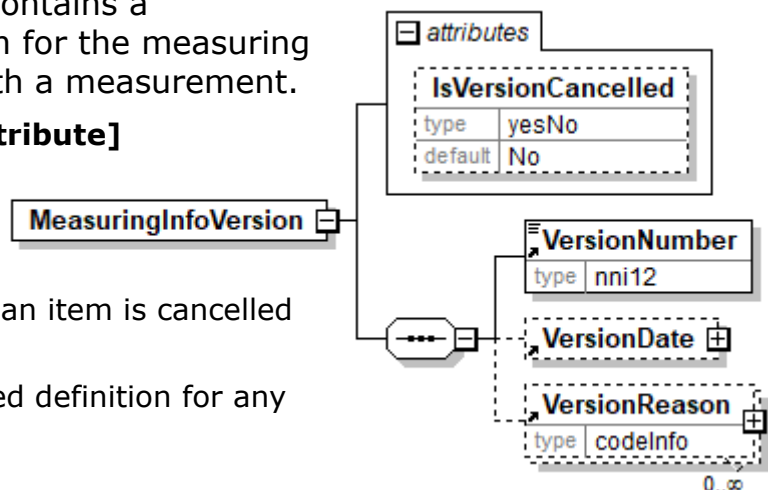 ontains a
n for the measuring
th a measurement.
tribute]
attributes
IsVersionCancelled
type yesNo
default No
MeasuringInfoVersion
VersionNumber
type nni12
an item is cancelled
VersionDate
ed definition for any
VersionReason
type codeInfo
0..∞